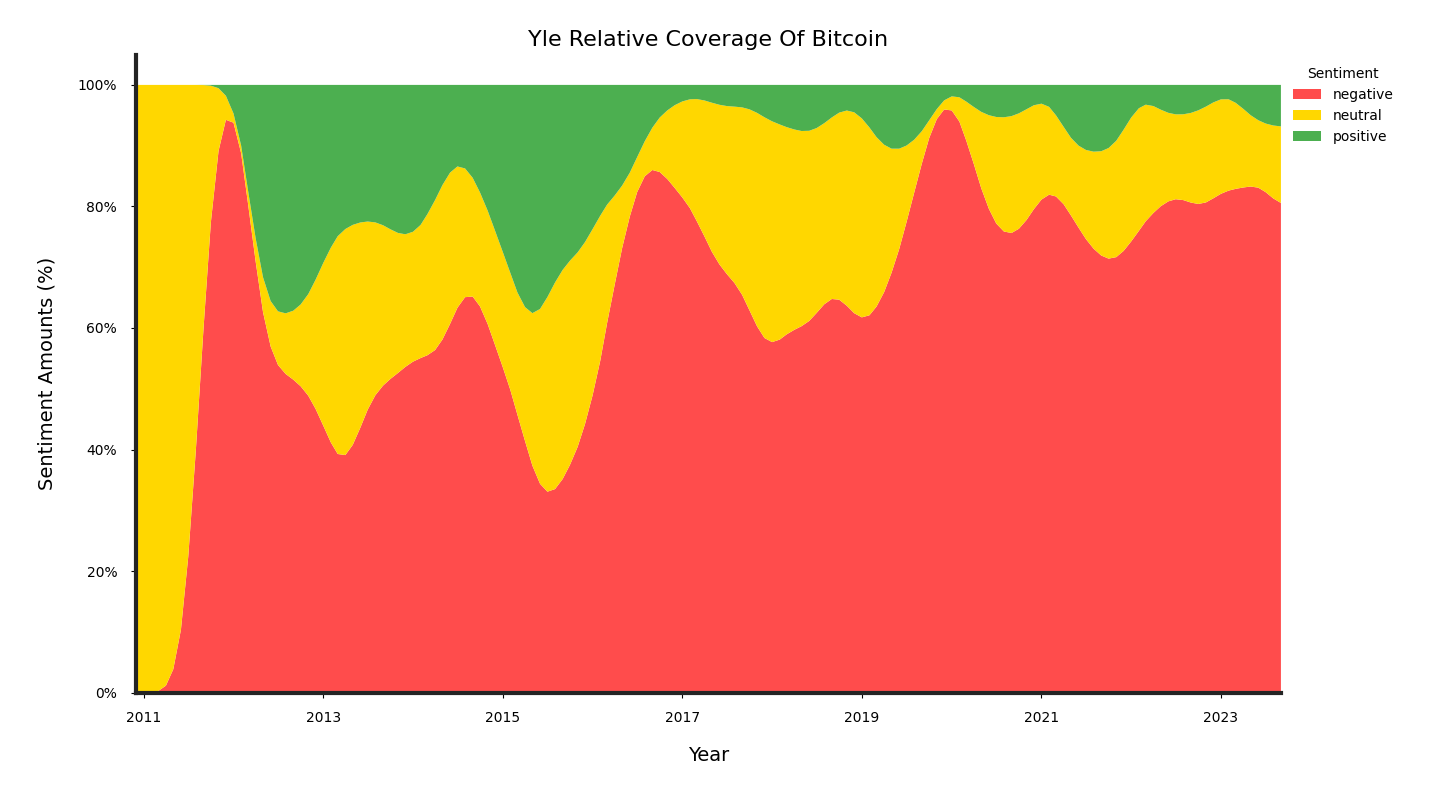 Yle Relative Coverage Of Bitcoin
Sentiment
negative
neutral
positive
Sentiment Amounts (%)
100%
80%
60%
40%
20%
0%
2011 2013 2015 2017 2019 2021 2023
Year